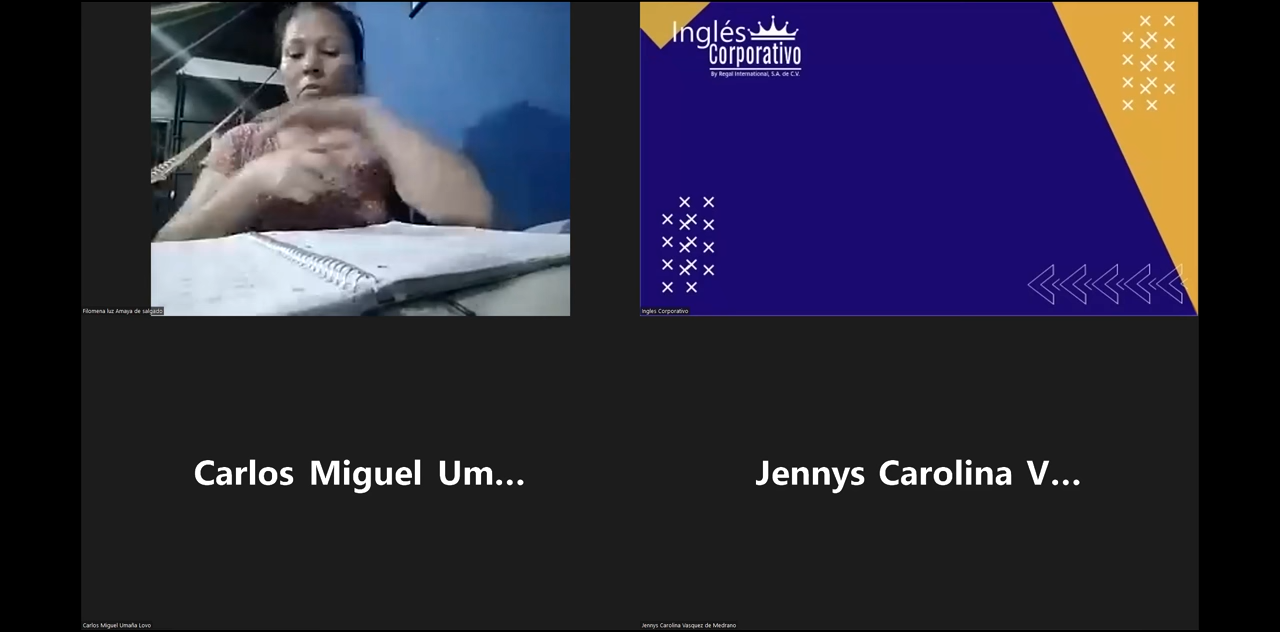 Inglés
Corporativo
By Regal International, S.A. de C.V.
Filomena luz Amaya de salgado
Ingles Corporativo
Carlos Miguel Um...
Jennys Carolina V...
Carlos Miguel Umaña Lovo
Jennys Carolina Vasquez de Medrano